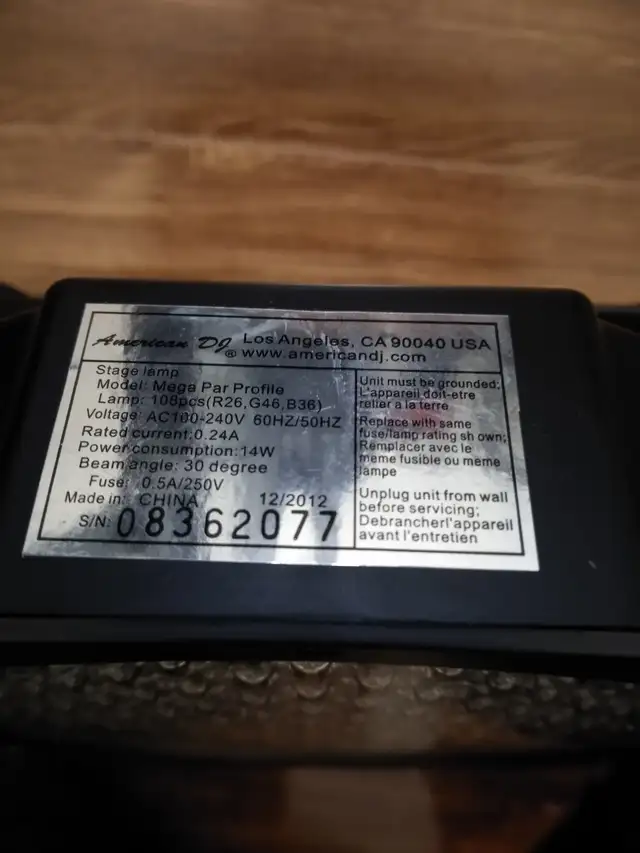 American DJ Los Angeles, CA 90040 USA
® www.americandj.com
Stage lamp
Model: Mega Par Profile
Lamp: 108pcs(R26,G46,B36)
Voltage: AC100-240V 60HZ/50HZ
Rated current:0.24A
Power consumption:14W
Beam angle: 30 degree
Fuse: 0.5A/250V
Made in: CHINA 12/2012
S/N: 08362077
Unit must be grounded;
L'appareil doit-etre
relier a la terre
Replace with same
fuse/lamp rating sh own;
Remplacer avec le
meme fusible ou meme
lampe
Unplug unit from wall
before servicing;
Debrancherl'appareil
avant l'entretien